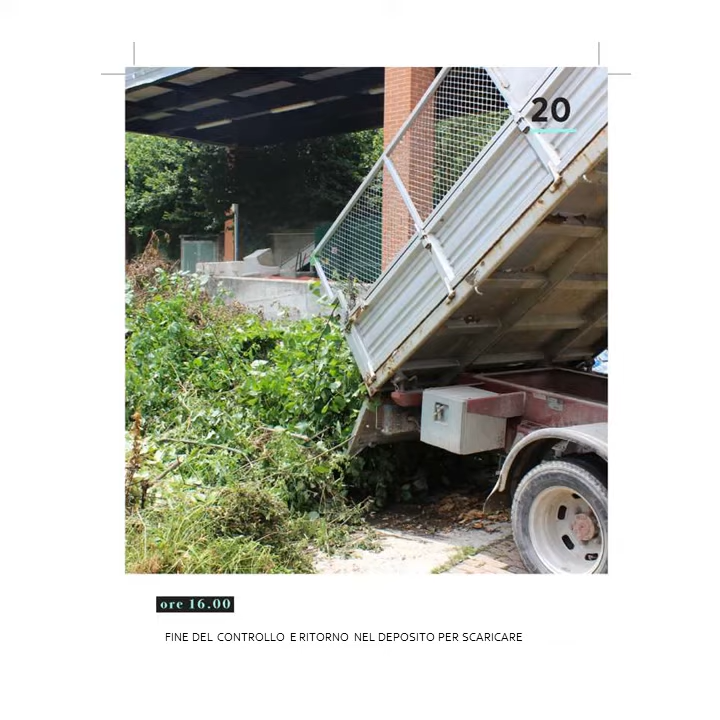 20
ore 16.00
FINE DEL CONTROLLO E RITORNO NEL DEPOSITO PER SCARICARE